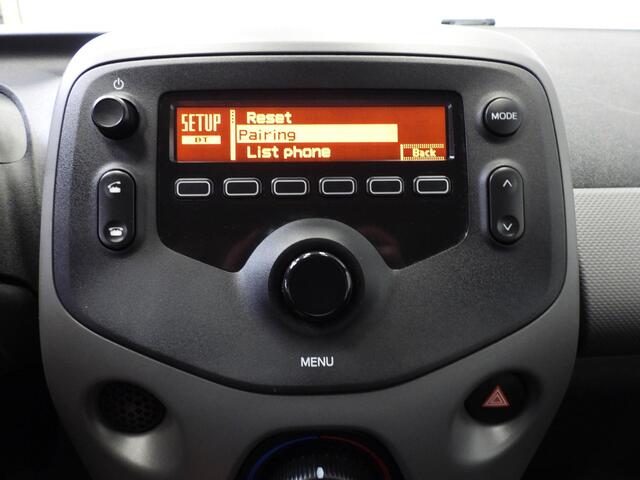 SETUP
BT
Reset
Pairing
List phone
Back
MODE
MENU